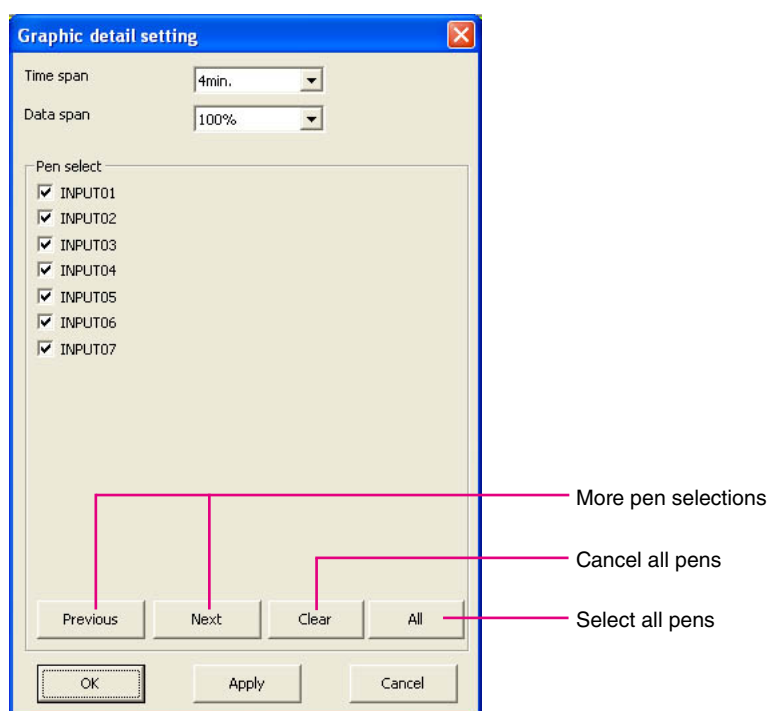 Graphic detail setting
Time span
4min.
Data span
100%
Pen select
INPUT01
INPUT02
INPUT03
INPUT04
INPUT05
INPUT06
INPUT07
More pen selections
Cancel all pens
Previous Next Clear All
Select all pens
OK Apply Cancel